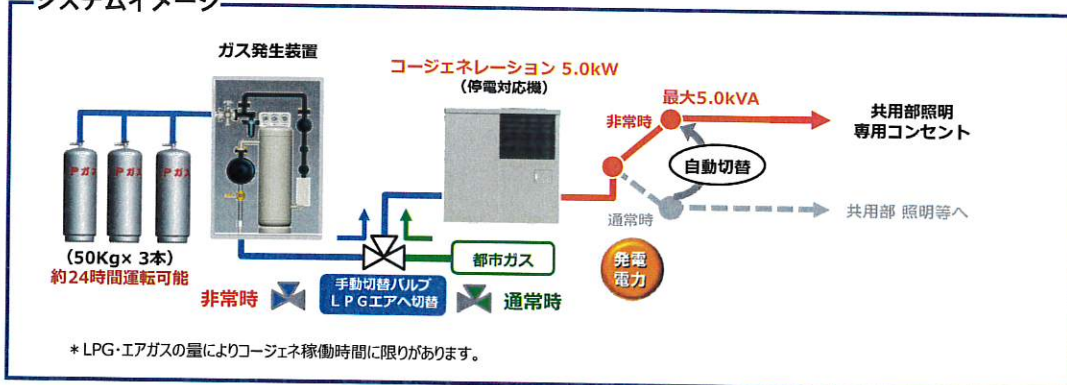 システムイメージ
ガス発生装置
コージェネレーション 5.0kW
(停電対応機)
最大5.0kVA
非常時
共用部照明
専用コンセント
自動切替
通常時
共用部 照明等へ
Pガス
Pガス
Pガス
(50Kg× 3本)
約24時間運転可能
都市ガス
発電
電力
非常時
手動切替バルブ
LPGエアへ切替
通常時
*LPG・エアガスの量によりコージェネ稼働時間に限りがあります。